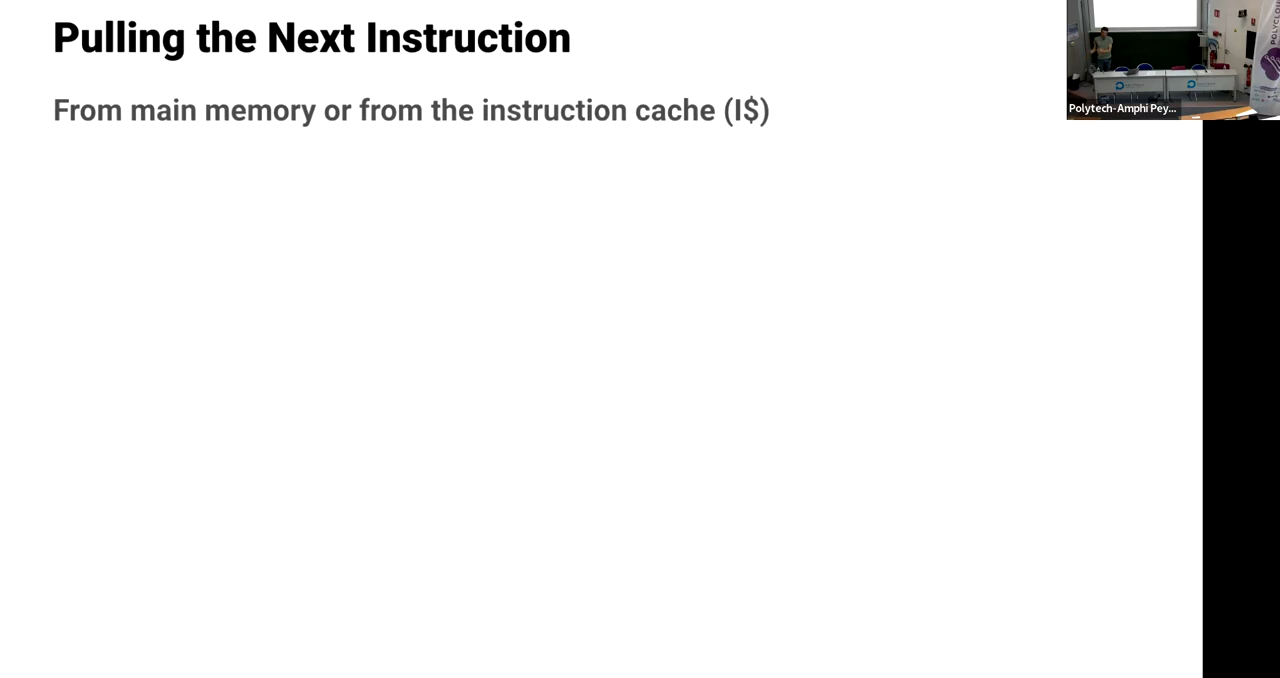 Pulling the Next Instruction
From main memory or from the instruction cache (I$)
Polytech-Amphi Pey...